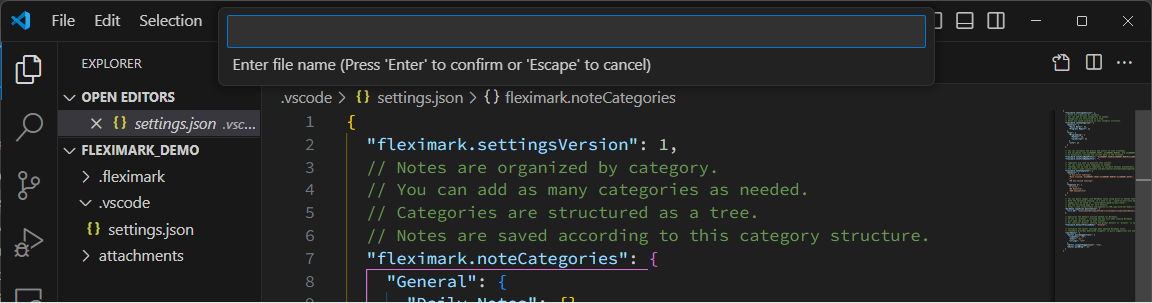 File Edit Selection
Enter file name (Press 'Enter' to confirm or 'Escape' to cancel)
EXPLORER
OPEN EDITORS
settings.json .vsc...
FLEXIMARK_DEMO
.fleximark
.vscode
settings.json
attachments
.vscode > settings.json > {} fleximark.noteCategories
1 {
2 "fleximark.settingsVersion": 1,
3 // Notes are organized by category.
4 // You can add as many categories as needed.
5 // Categories are structured as a tree.
6 // Notes are saved according to this category structure.
7 "fleximark.noteCategories": {
8 "General": {
9 "Daily Notes": [],